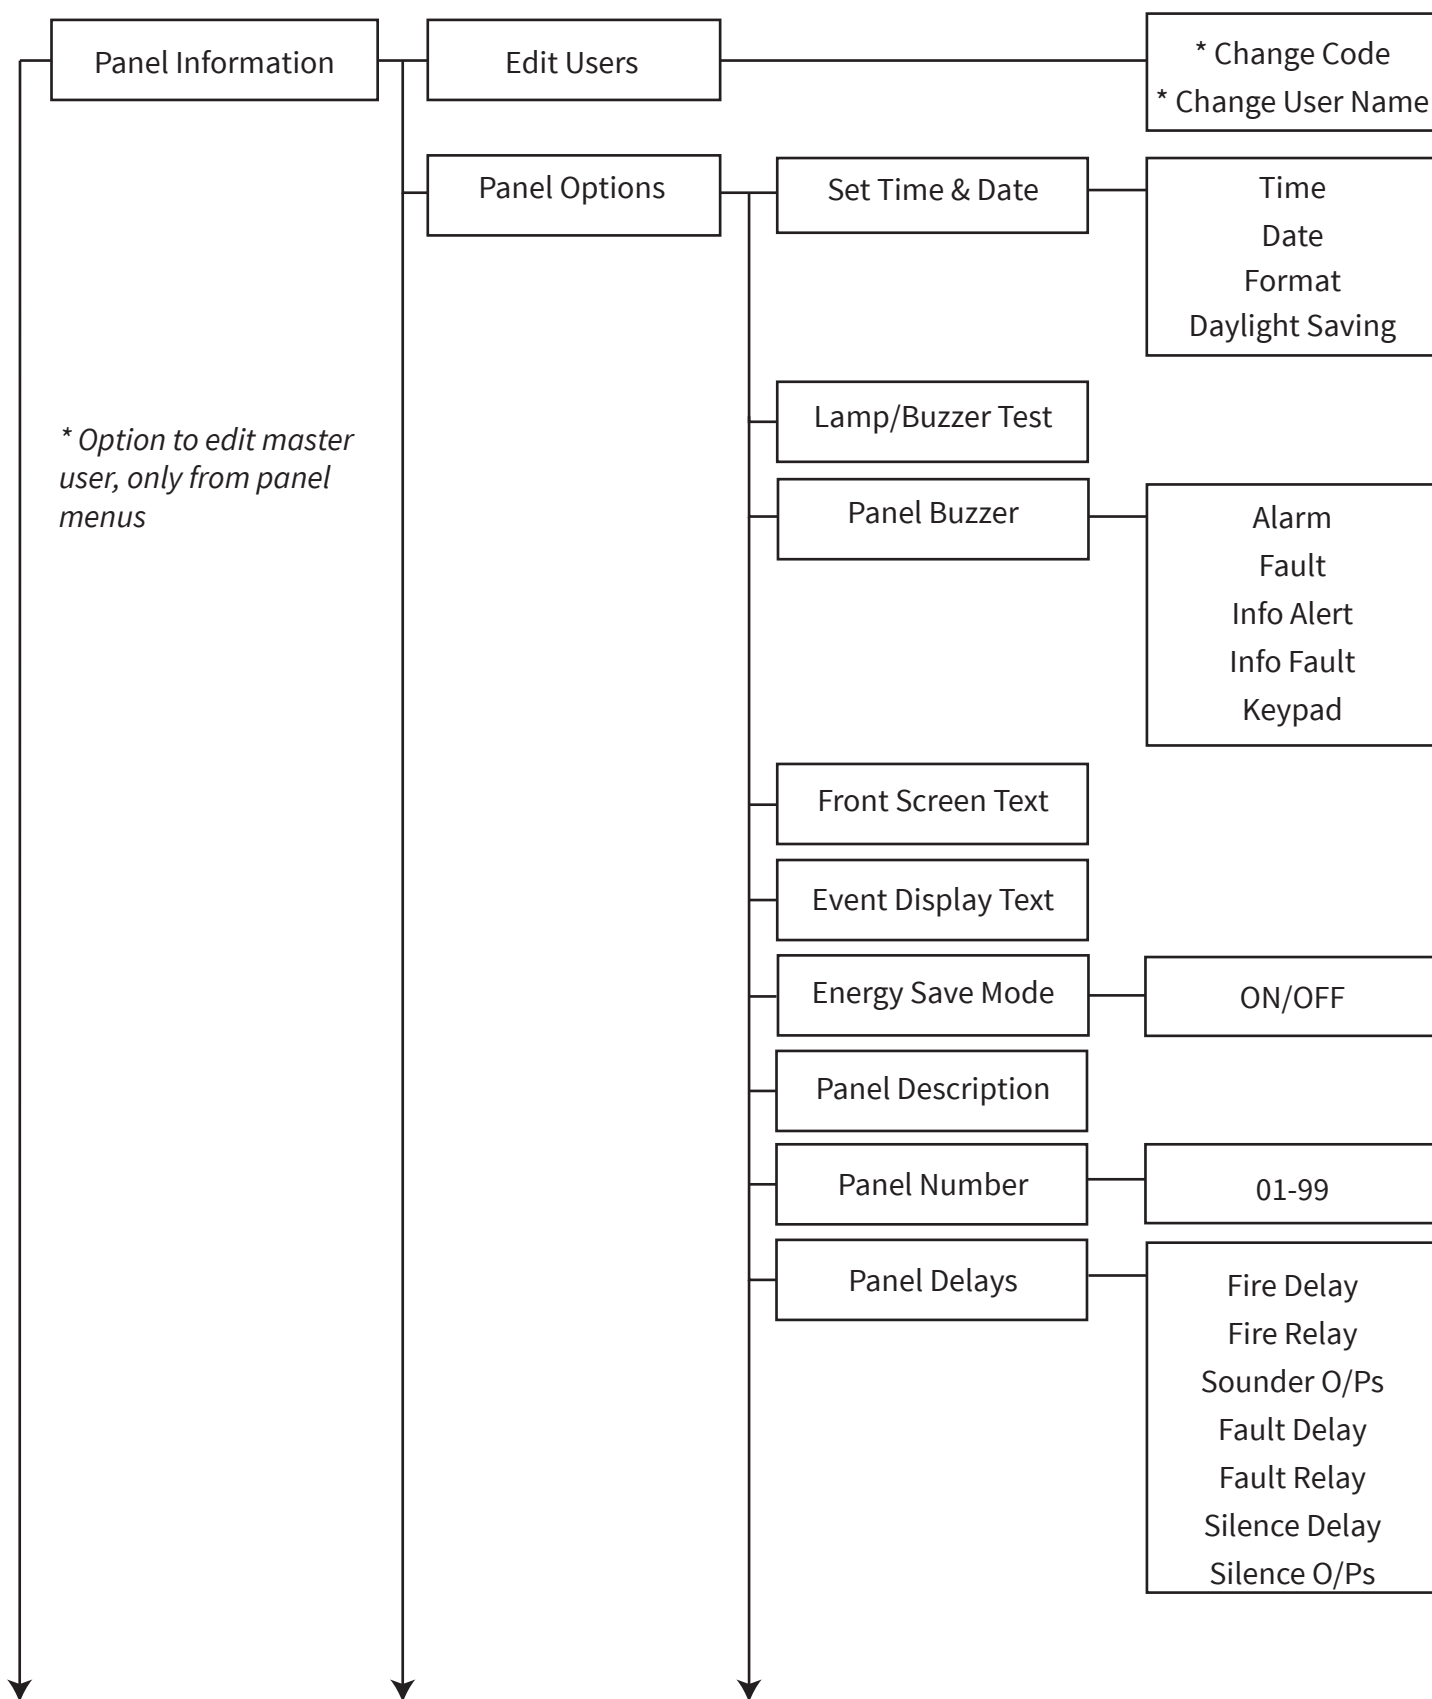 Panel Information
Edit Users
* Change Code
* Change User Name
Panel Options
Set Time & Date
Time
Date
Format
Daylight Saving
* Option to edit master
user, only from panel
menus
Lamp/Buzzer Test
Panel Buzzer
Alarm
Fault
Info Alert
Info Fault
Keypad
Front Screen Text
Event Display Text
Energy Save Mode
ON/OFF
Panel Description
Panel Number
01-99
Panel Delays
Fire Delay
Fire Relay
Sounder O/Ps
Fault Delay
Fault Relay
Silence Delay
Silence O/Ps